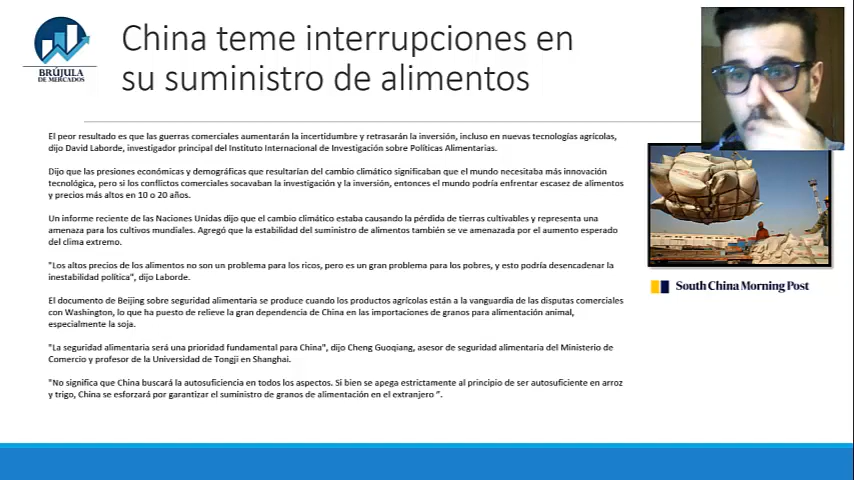 BRÚJULA
DE MERCADOS
China teme interrupciones en
su suministro de alimentos
El peor resultado es que las guerras comerciales aumentarán la incertidumbre y retrasarán la inversión, incluso en nuevas tecnologías agrícolas,
dijo David Laborde, investigador principal del Instituto Internacional de Investigación sobre Políticas Alimentarias.
Dijo que las presiones económicas y demográficas que resultarían del cambio climático significaban que el mundo necesitaba más innovación
tecnológica, pero si los conflictos comerciales socavaban la investigación y la inversión, entonces el mundo podría enfrentar escasez de alimentos
y precios más altos en 10 o 20 años.
Un informe reciente de las Naciones Unidas dijo que el cambio climático estaba causando la pérdida de tierras cultivables y representa una
amenaza para los cultivos mundiales. Agregó que la estabilidad del suministro de alimentos también se ve amenazada por el aumento esperado
del clima extremo.
"Los altos precios de los alimentos no son un problema para los ricos, pero es un gran problema para los pobres, y esto podría desencadenar la
inestabilidad política", dijo Laborde.
El documento de Beijing sobre seguridad alimentaria se produce cuando los productos agrícolas están a la vanguardia de las disputas comerciales
con Washington, lo que ha puesto de relieve la gran dependencia de China en las importaciones de granos para alimentación animal,
especialmente la soja.
"La seguridad alimentaria será una prioridad fundamental para China", dijo Cheng Guoqiang, asesor de seguridad alimentaria del Ministerio de
Comercio y profesor de la Universidad de Tongji en Shanghai.
"No significa que China buscará la autosuficiencia en todos los aspectos. Si bien se apega estrictamente al principio de ser autosuficiente en arroz
y trigo, China se esforzará por garantizar el suministro de granos de alimentación en el extranjero ".
South China Morning Post